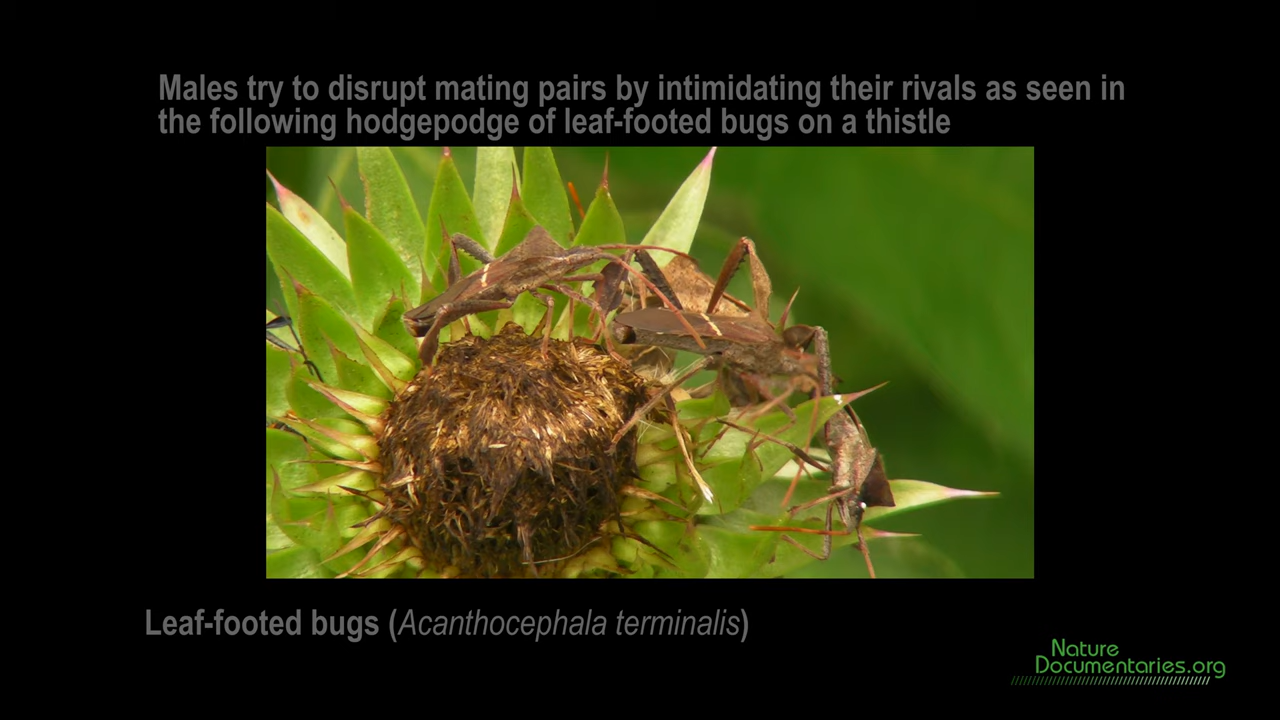 Males try to disrupt mating pairs by intimidating their rivals as seen in
the following hodgepodge of leaf-footed bugs on a thistle
Leaf-footed bugs (Acanthocephala terminalis)
Nature
Documentaries.org